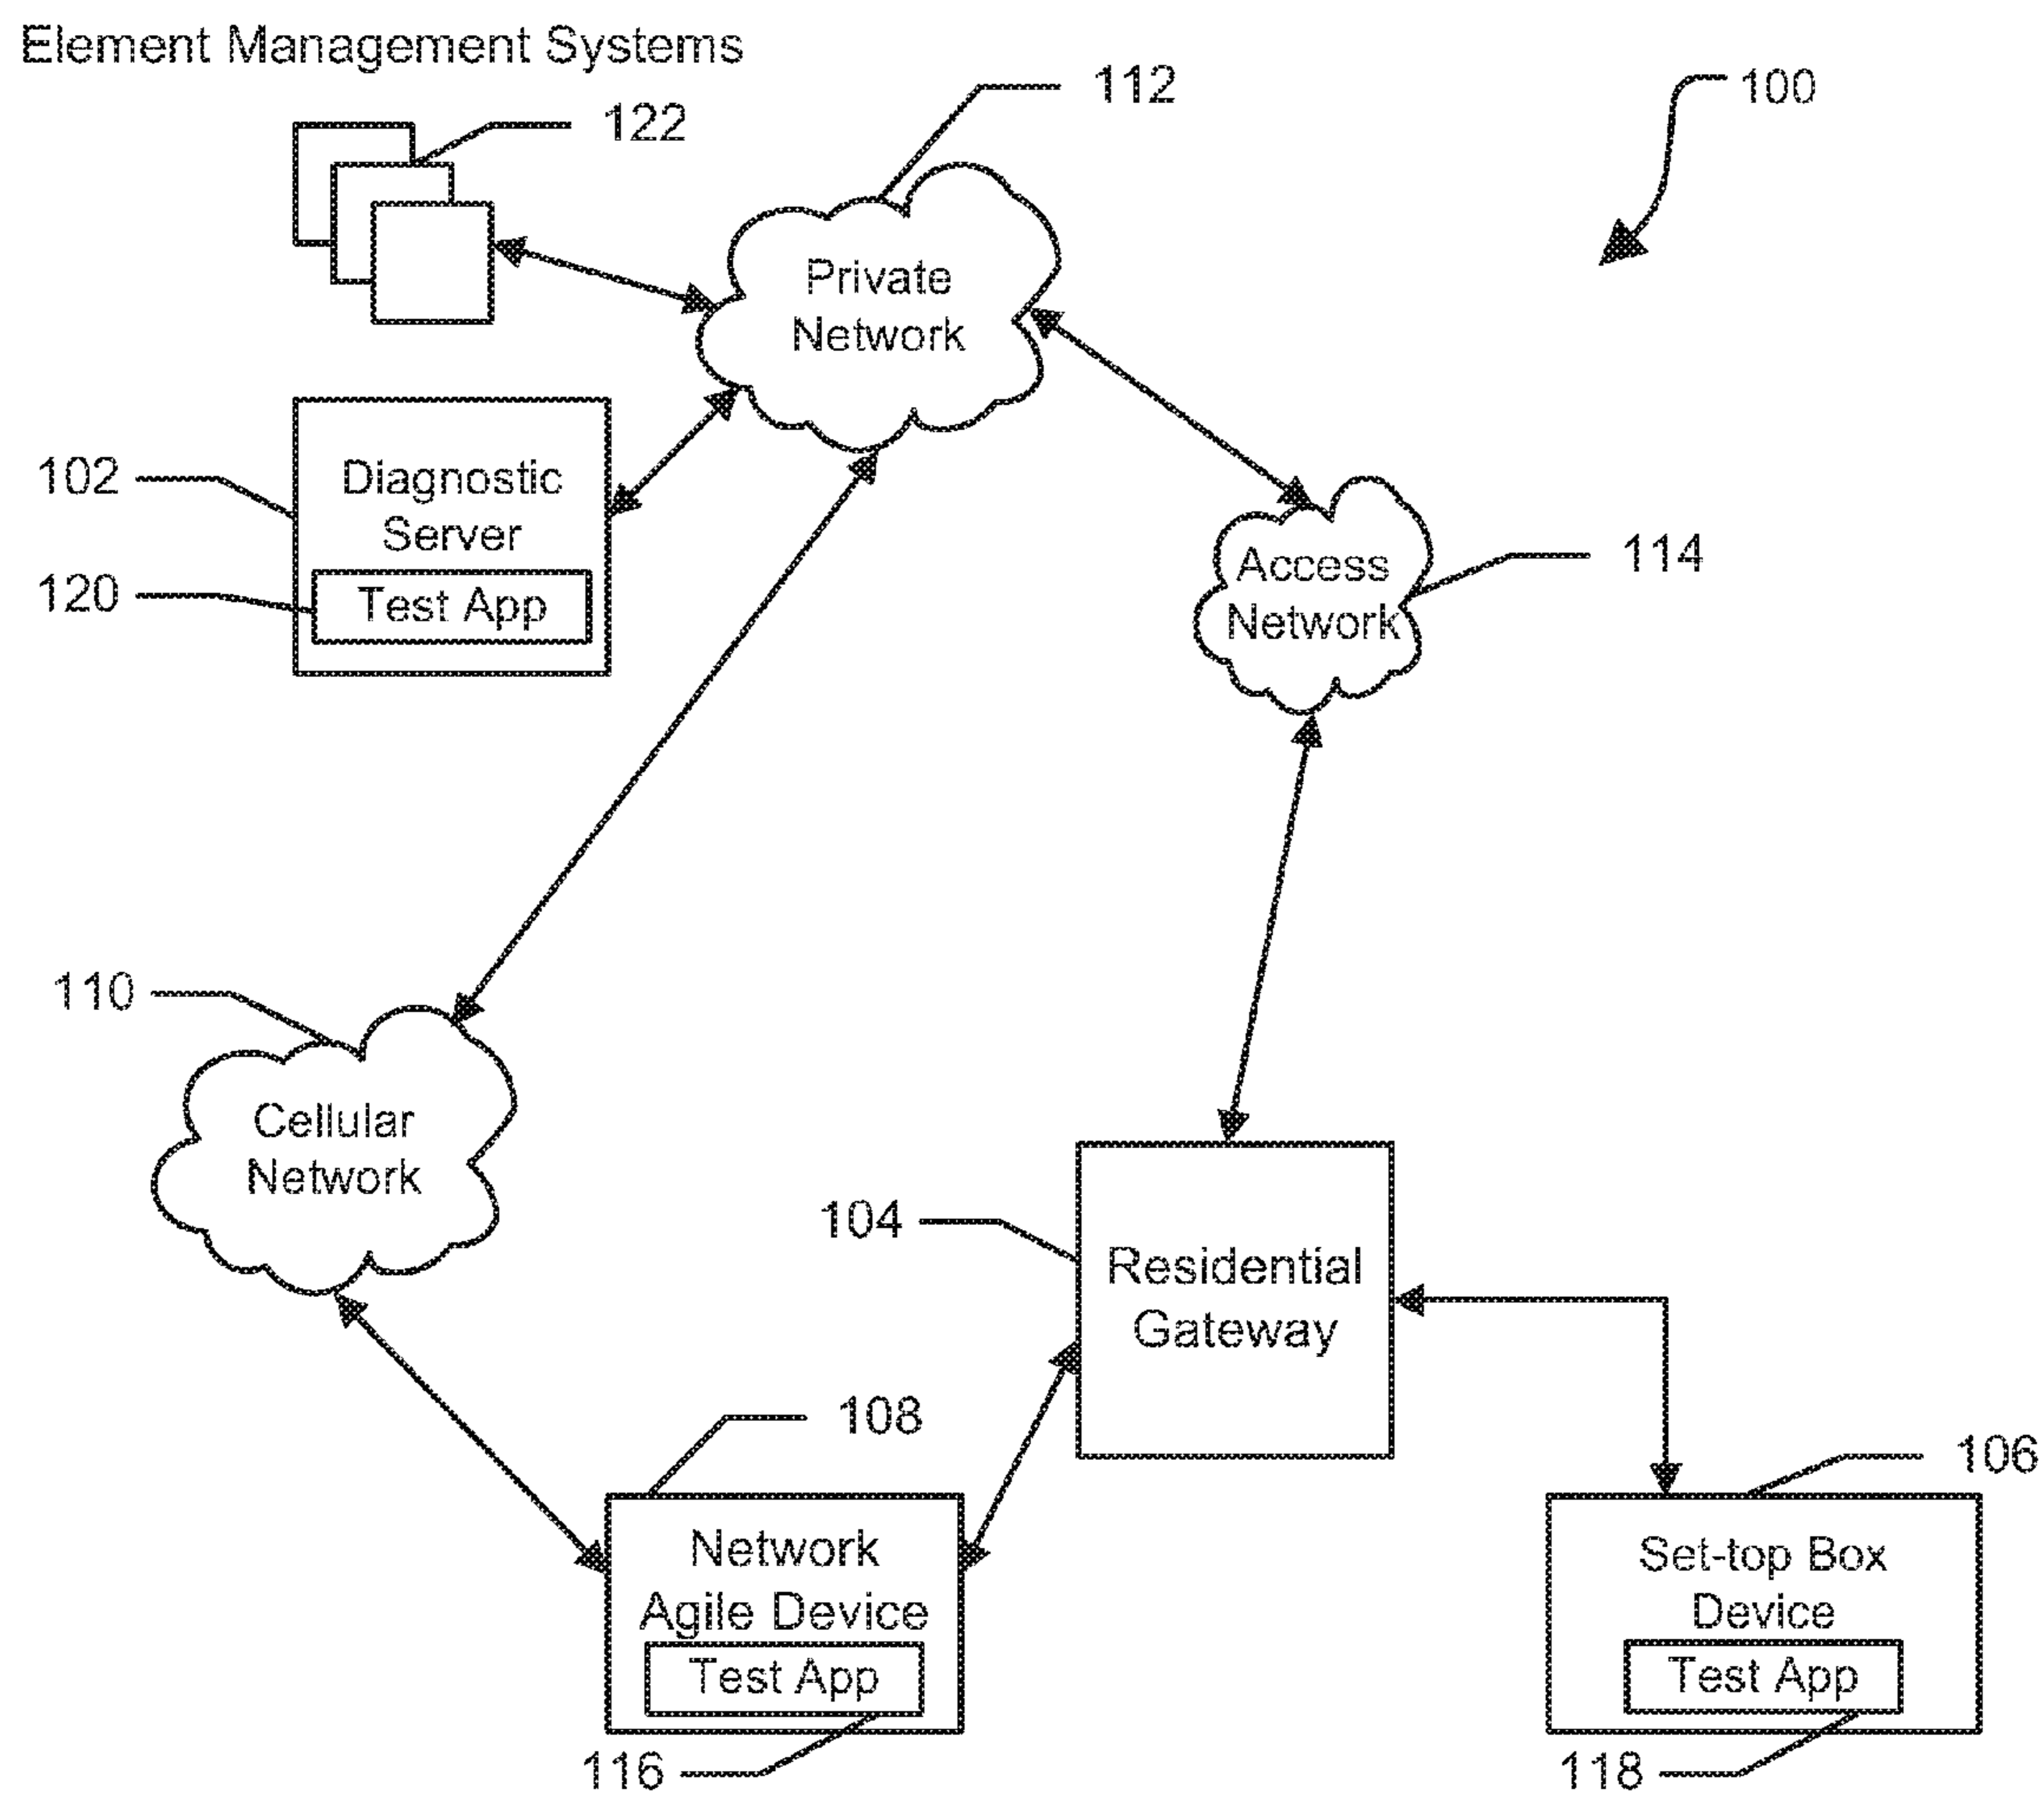 Element Management Systems
112
100
122
Private
Network
102
Diagnostic
Server
120
Test App
Access
Network
114
110
Cellular
Network
104
Residential
Gateway
108
106
Network
Agile Device
Test App
Set-top Box
Device
Test App
116
118